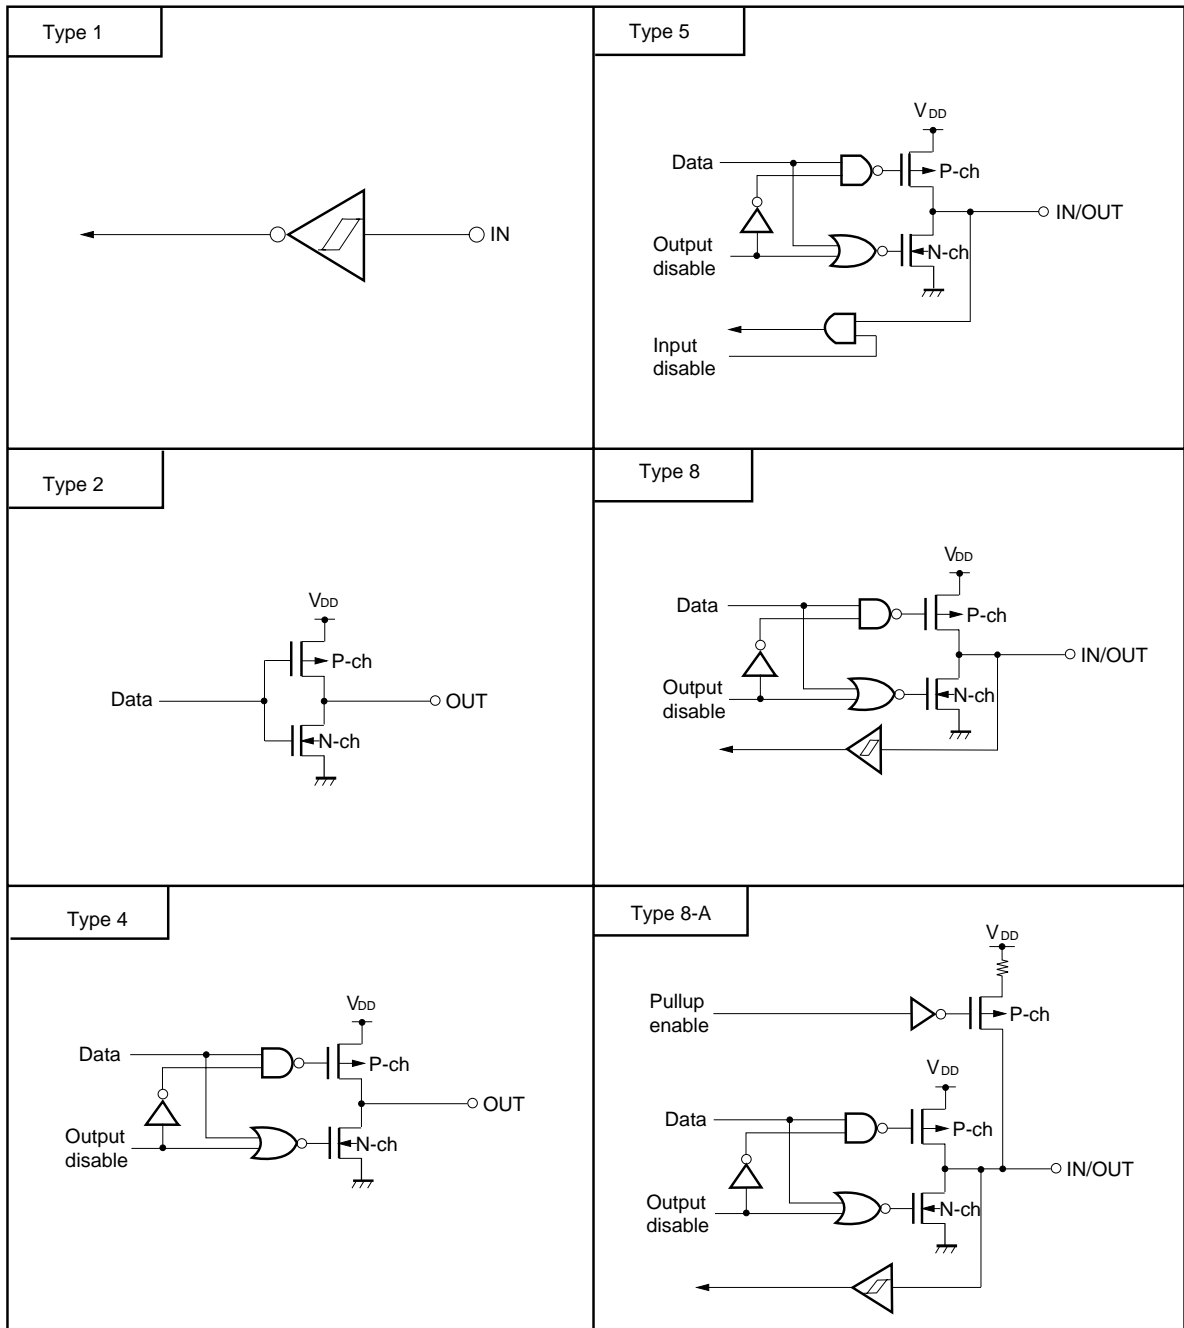 Type 1
IN
Type 5
VDD
Data
P-ch
IN/OUT
Output
disable
N-ch
Input
disable
Type 2
VDD
P-ch
Data
OUT
N-ch
Type 8
VDD
Data
P-ch
IN/OUT
Output
disable
N-ch
Type 4
VDD
Data
P-ch
OUT
Output
disable
N-ch
Type 8-A
VDD
Pullup
enable
P-ch
VDD
Data
P-ch
IN/OUT
Output
disable
N-ch